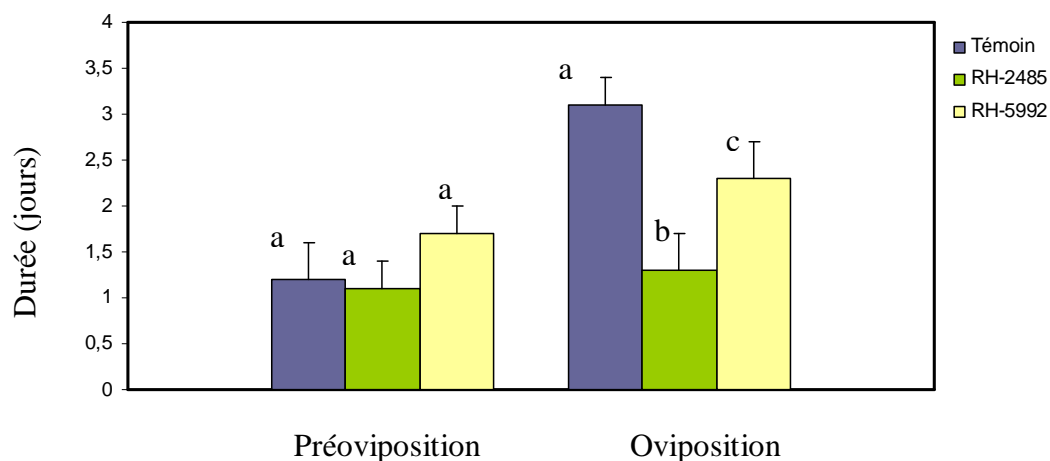 4
3,5
3
2,5
2
1,5
1
0,5
0
Durée (jours)
a
a
a
a
b
c
Préoviposition
Oviposition
Témoin
RH-2485
RH-5992